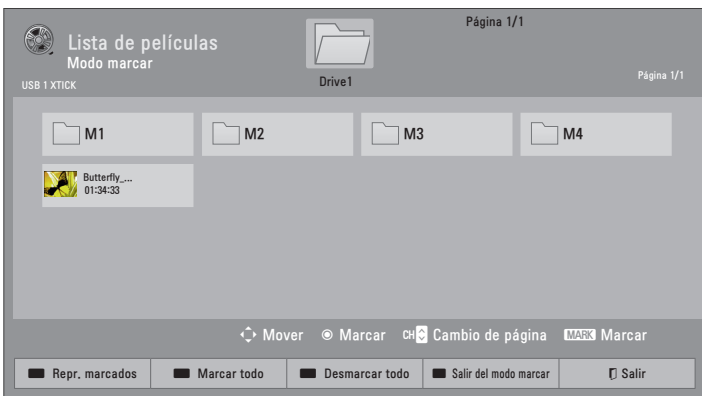 Página 1/1
Lista de películas
Modo marcar
Drive1
USB 1 XTICK
Página 1/1
M1
M2
M3
M4
Butterfly_...
01:34:33
Mover
Marcar
CH Cambio de página
MARK Marcar
Repr. marcados
Marcar todo
Desmarcar todo
Salir del modo marcar
Salir